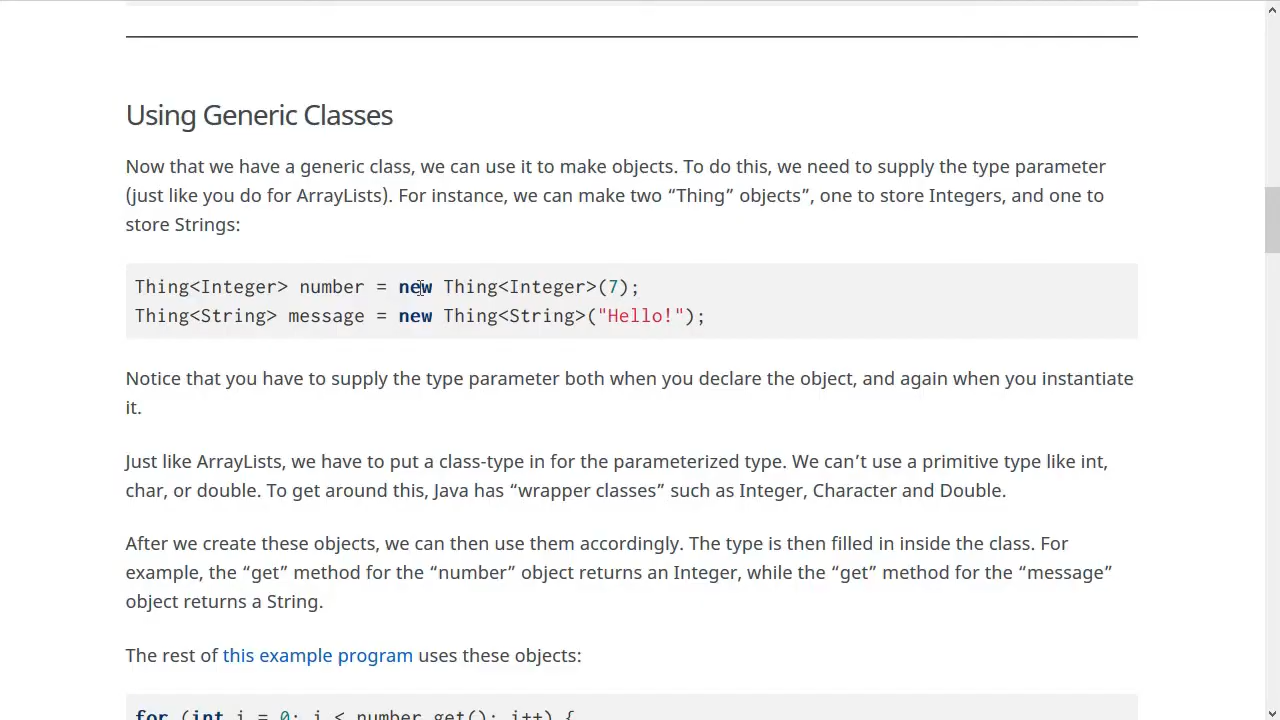 Using Generic Classes
Now that we have a generic class, we can use it to make objects. To do this, we need to supply the type parameter
(just like you do for ArrayLists). For instance, we can make two “Thing” objects”, one to store Integers, and one to
store Strings:
Thing<Integer> number = new Thing<Integer>(7);
Thing<String> message = new Thing<String>("Hello!");
Notice that you have to supply the type parameter both when you declare the object, and again when you instantiate
it.
Just like ArrayLists, we have to put a class-type in for the parameterized type. We can’t use a primitive type like int,
char, or double. To get around this, Java has “wrapper classes” such as Integer, Character and Double.
After we create these objects, we can then use them accordingly. The type is then filled in inside the class. For
example, the “get” method for the “number” object returns an Integer, while the “get” method for the “message”
object returns a String.
The rest of this example program uses these objects:
for (int i = 0; i < number.get(); i++) {